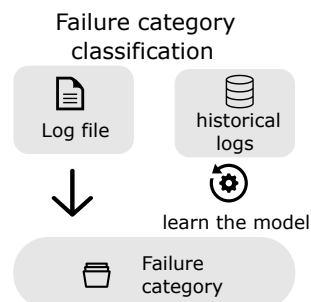 Failure category
classification
Log file
historical
logs
learn the model
Failure
category